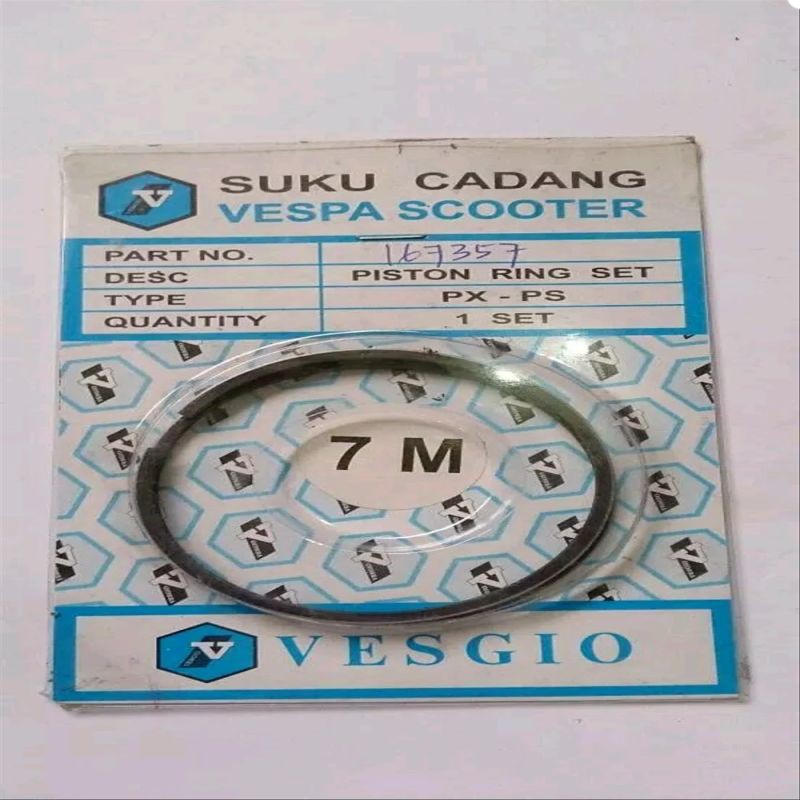 V SUKU CADANG
VESPA SCOOTER
PART NO. 167357
DESC PISTON RING SET
TYPE PX - PS
QUANTITY 1 SET
7 M
V VESGIO